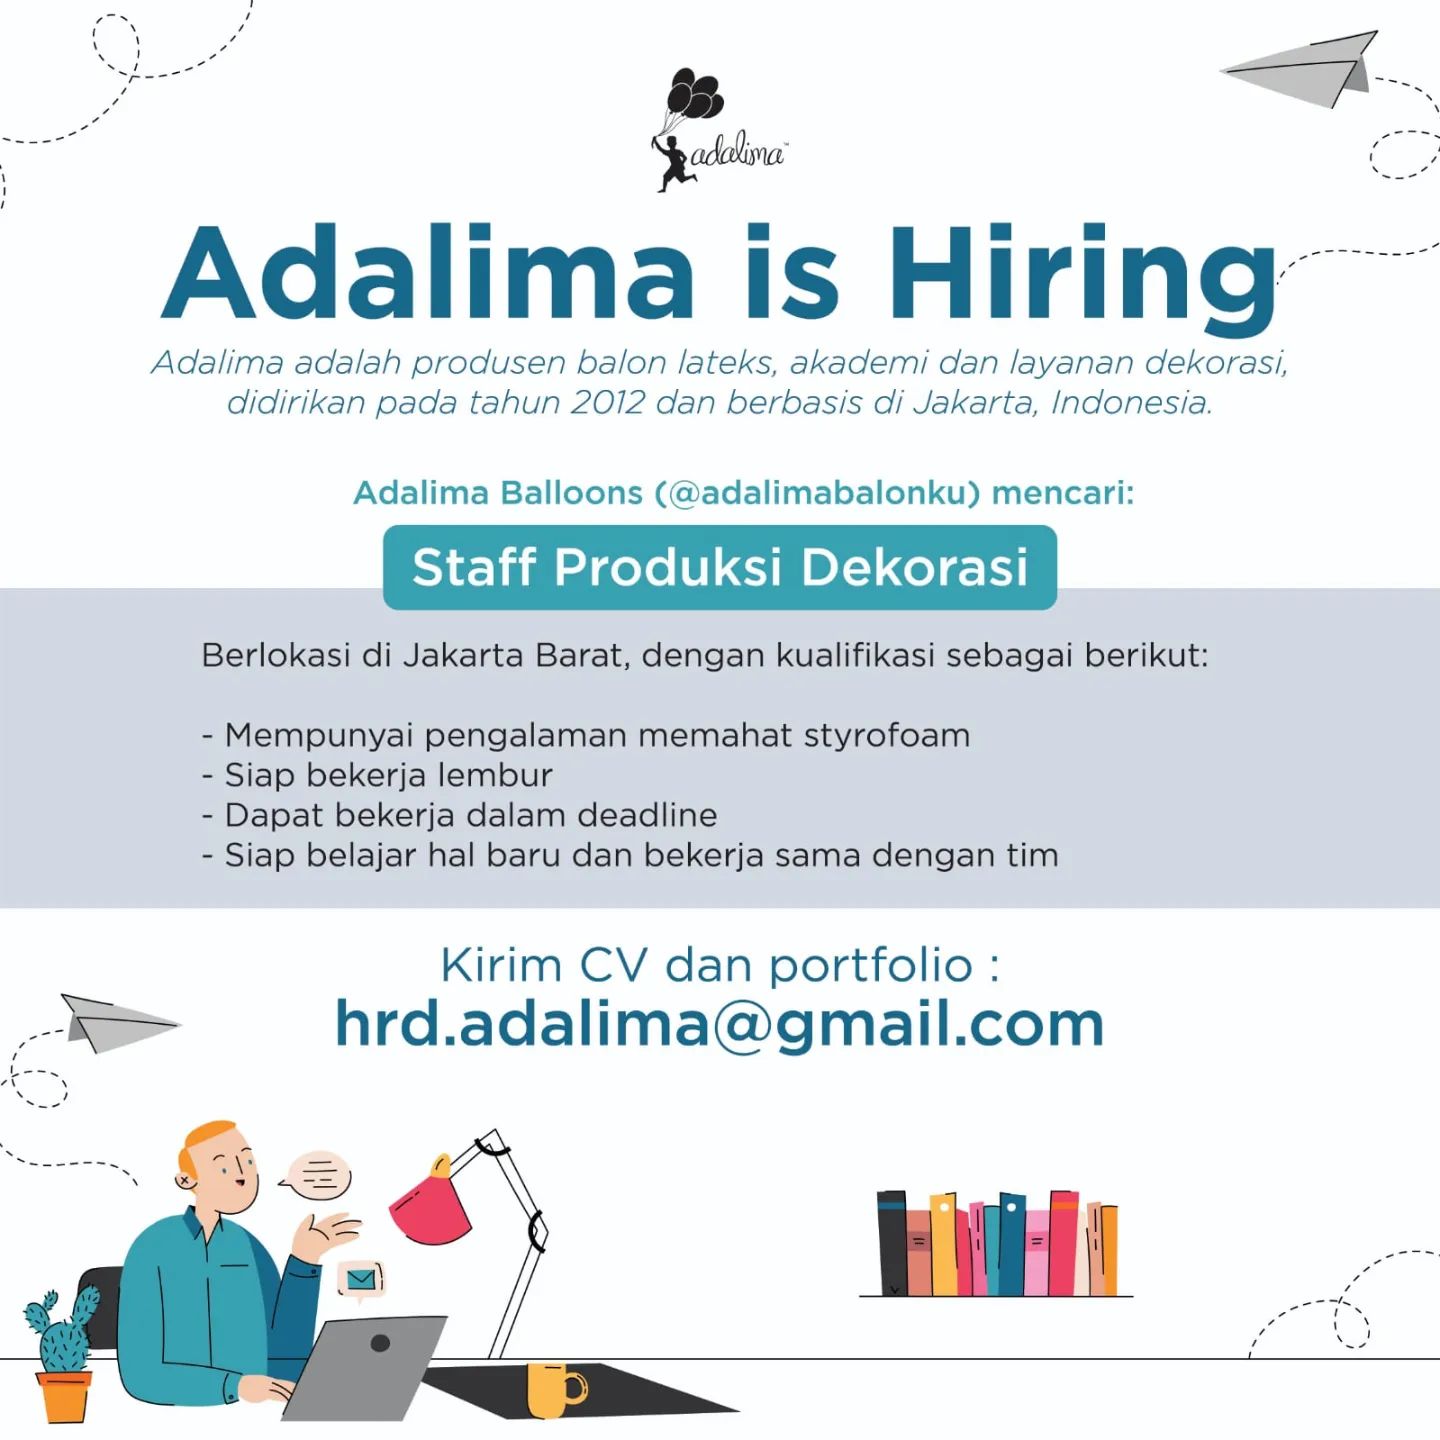 adalima™
Adalima is Hiring
Adalima adalah produsen balon lateks, akademi dan layanan dekorasi,
didirikan pada tahun 2012 dan berbasis di Jakarta, Indonesia.
Adalima Balloons (@adalimabalonku) mencari:
Staff Produksi Dekorasi
Berlokasi di Jakarta Barat, dengan kualifikasi sebagai berikut:
- Mempunyai pengalaman memahat styrofoam
- Siap bekerja lembur
- Dapat bekerja dalam deadline
- Siap belajar hal baru dan bekerja sama dengan tim
Kirim CV dan portfolio :
hrd.adalima@gmail.com